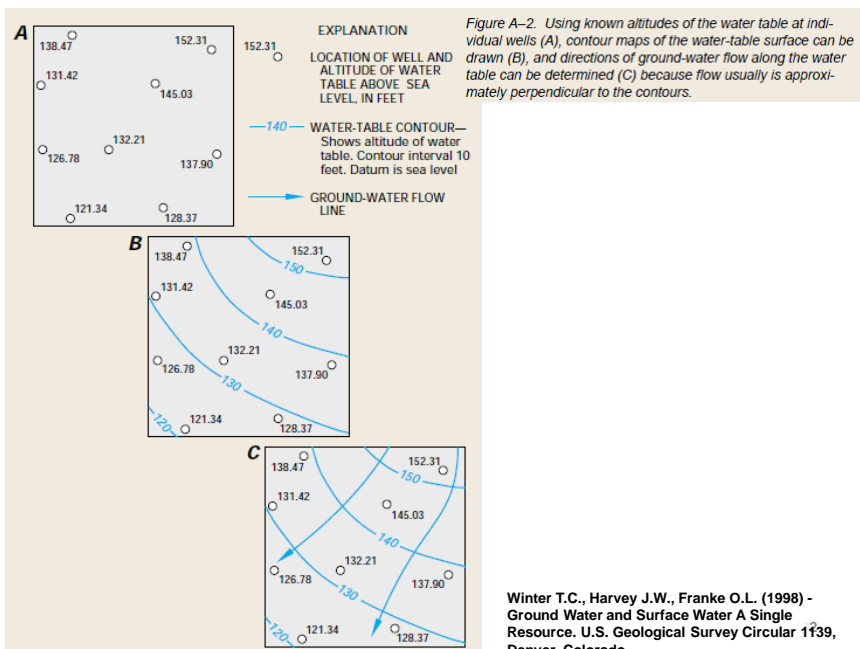 A
138.47
152.31
131.42
145.03
132.21
126.78
137.90
121.34
128.37
EXPLANATION
152.31
LOCATION OF WELL AND
ALTITUDE OF WATER
TABLE ABOVE SEA
LEVEL, IN FEET
140
WATER-TABLE CONTOUR—
Shows altitude of water
table. Contour interval 10
feet. Datum is sea level
GROUND-WATER FLOW
LINE
Figure A–2. Using known altitudes of the water table at indi-
vidual wells (A), contour maps of the water-table surface can be
drawn (B), and directions of ground-water flow along the water
table can be determined (C) because flow usually is approxi-
mately perpendicular to the contours.
B
138.47
152.31
150
131.42
145.03
140
132.21
126.78
137.90
130
120
121.34
128.37
C
138.47
152.31
150
131.42
145.03
140
132.21
126.78
137.90
130
120
121.34
128.37
Winter T.C., Harvey J.W., Franke O.L. (1998) -
Ground Water and Surface Water A Single
Resource. U.S. Geological Survey Circular 1139,
Denver, Colorado